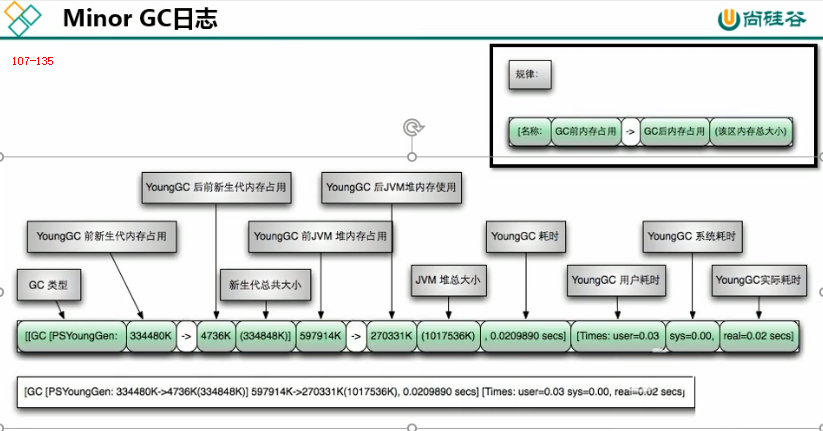 Minor GC日志
尚硅谷
107-135
规律：
[名称: GC前内存占用 -> GC后内存占用 (该区内存总大小)
YoungGC 后前新生代内存占用
YoungGC 后JVM堆内存使用
YoungGC 前新生代内存占用
YoungGC 前JVM 堆内存占用
YoungGC 耗时
YoungGC 系统耗时
GC 类型
新生代总共大小
JVM 堆总大小
YoungGC 用户耗时
YoungGC实际耗时
[[GC [PSYoungGen: 334480K -> 4736K (334848K)] 597914K -> 270331K (1017536K) , 0.0209890 secs] [Times: user=0.03 sys=0.00, real=0.02 secs]
[GC [PSYoungGen: 334480K->4736K(334848K)] 597914K->270331K(1017536K), 0.0209890 secs] [Times: user=0.03 sys=0.00, real=0.02 secs]